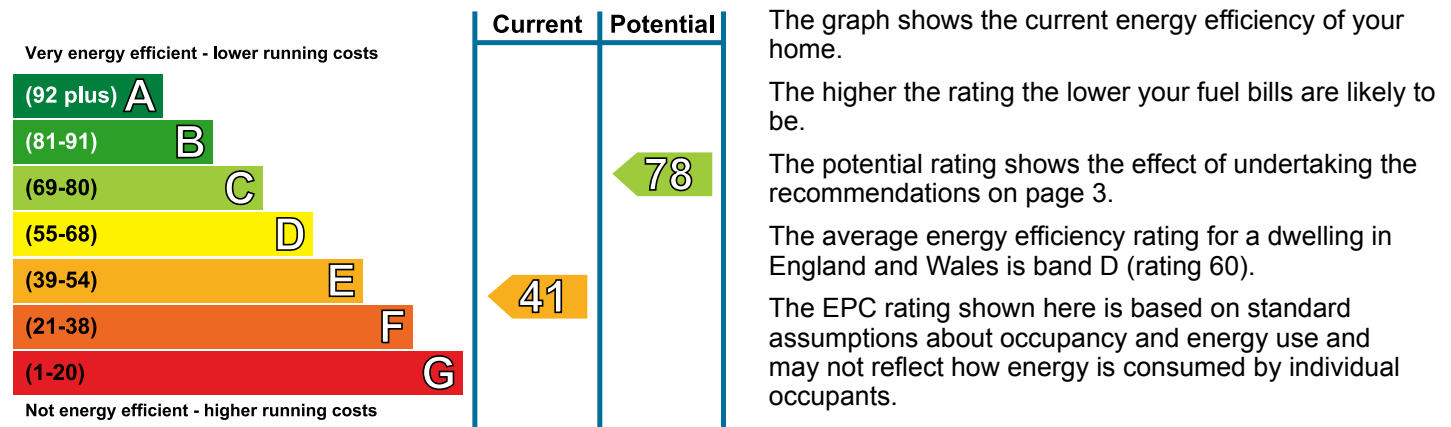 Current Potential
Very energy efficient - lower running costs
(92 plus) A
(81-91) B
(69-80) C
78
(55-68) D
(39-54) E
41
(21-38) F
(1-20) G
Not energy efficient - higher running costs
The graph shows the current energy efficiency of your
home.
The higher the rating the lower your fuel bills are likely to
be.
The potential rating shows the effect of undertaking the
recommendations on page 3.
The average energy efficiency rating for a dwelling in
England and Wales is band D (rating 60).
The EPC rating shown here is based on standard
assumptions about occupancy and energy use and
may not reflect how energy is consumed by individual
occupants.